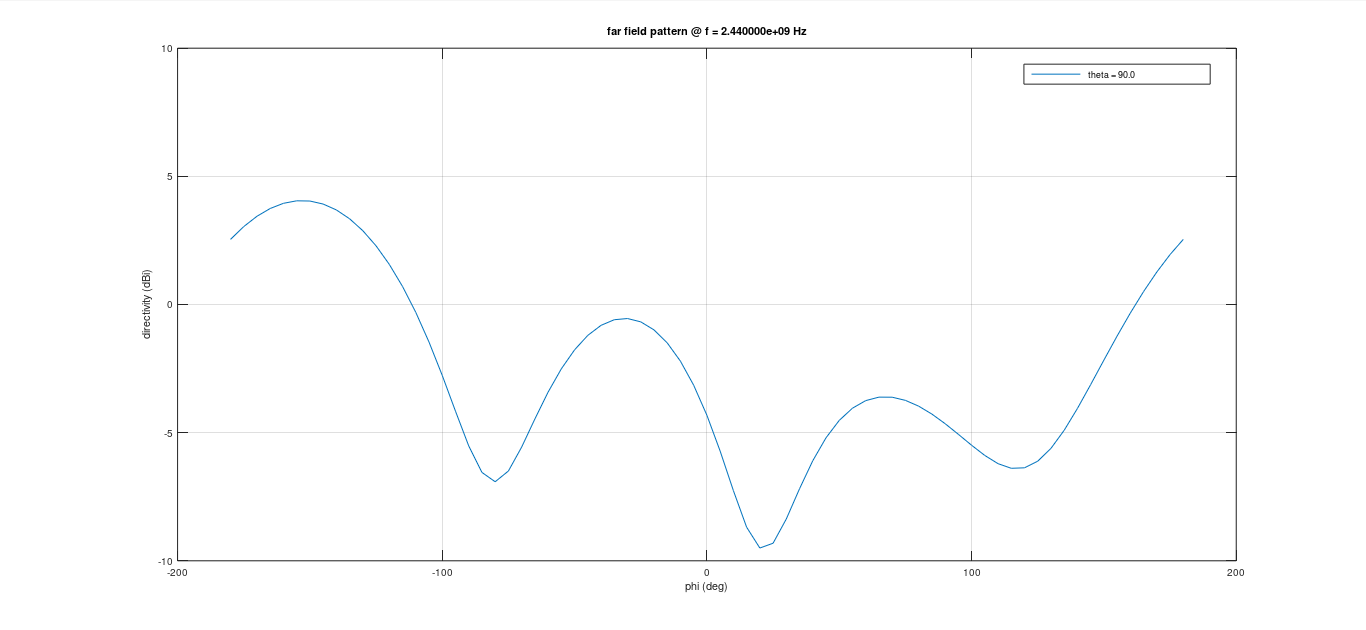 far field pattern @ f = 2.440000e+09 Hz
theta = 90.0
10
5
0
-5
-10
directivity (dBi)
-200
-100
0
100
200
phi (deg)